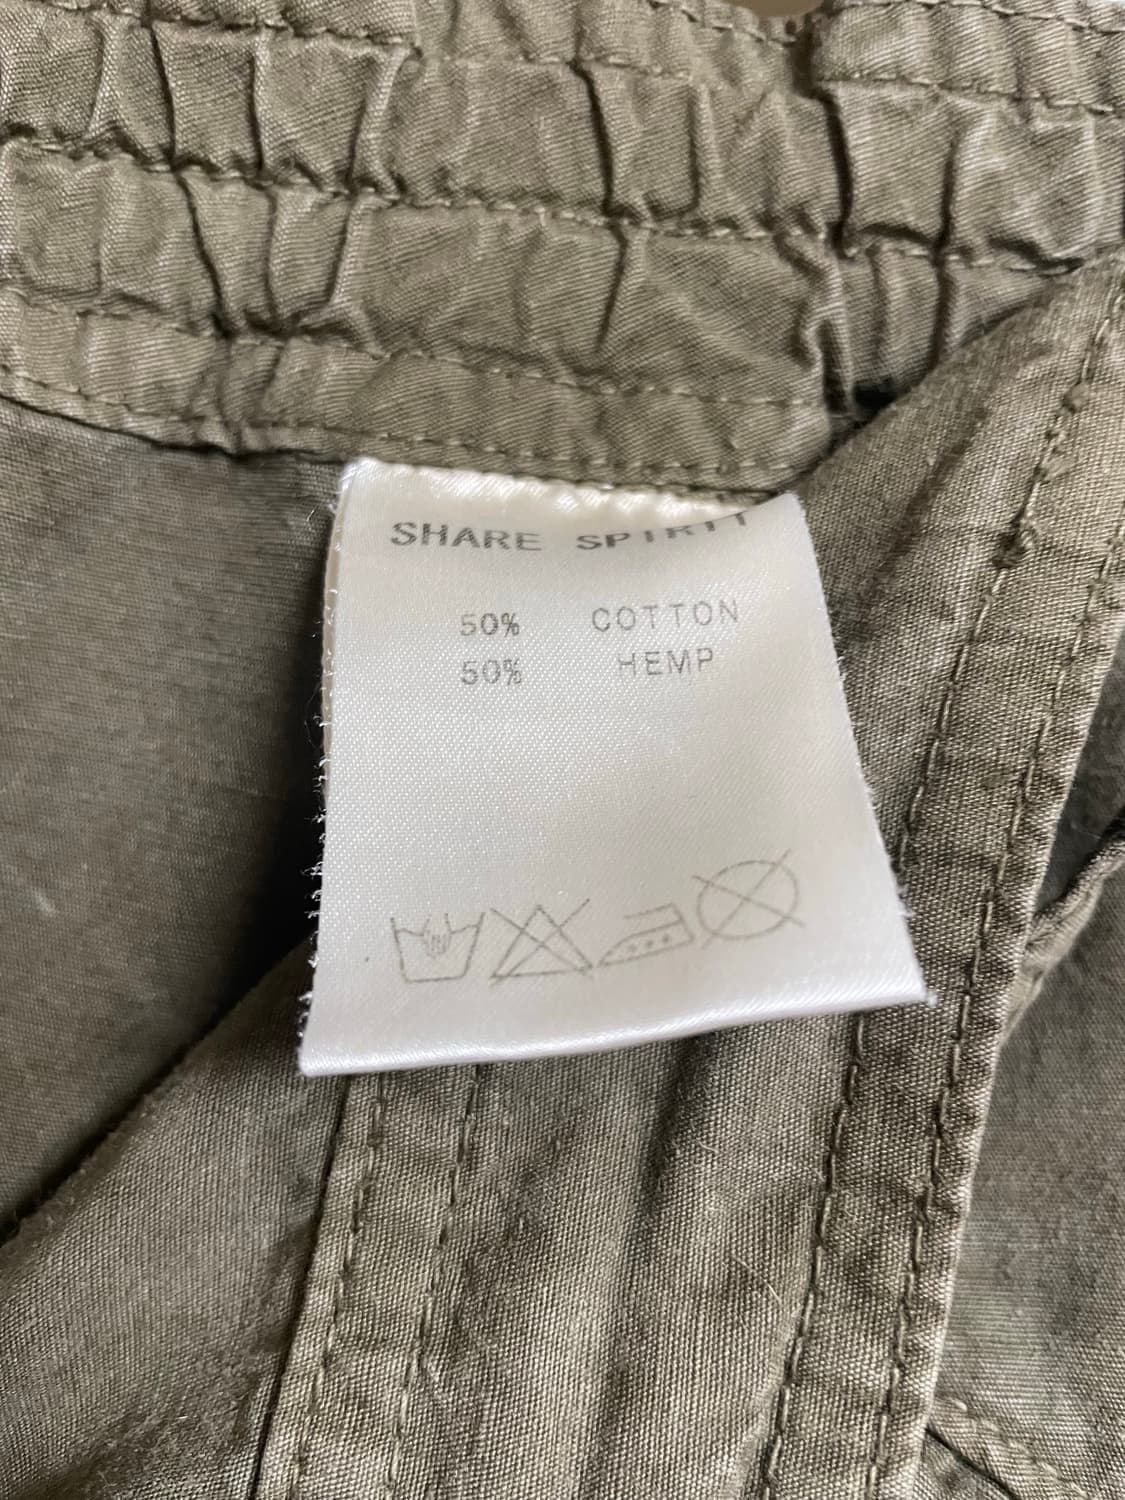 SHARE SPIRIT
50% COTTON
50% HEMP